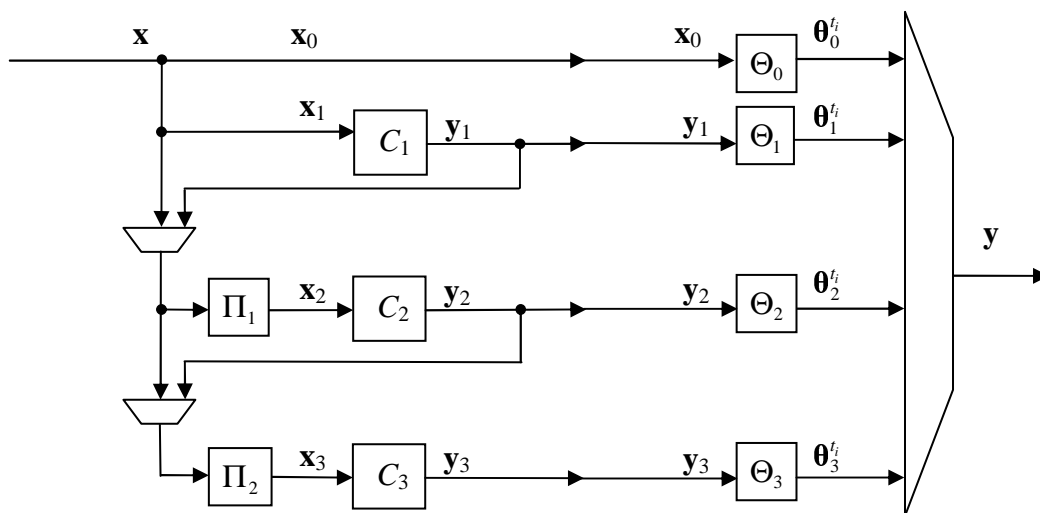 x x₀ x₀ Θ₀ θ₀^{tᵢ}
x₁ C₁ y₁ y₁ Θ₁ θ₁^{tᵢ}
y
Π₁ x₂ C₂ y₂ y₂ Θ₂ θ₂^{tᵢ}
Π₂ x₃ C₃ y₃ y₃ Θ₃ θ₃^{tᵢ}